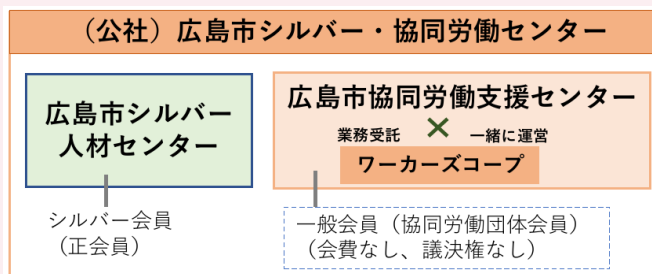 （公社）広島市シルバー・協同労働センター
広島市シルバー
人材センター
広島市協同労働支援センター
業務受託 × 一緒に運営
ワーカーズコープ
シルバー会員
（正会員）
一般会員（協同労働団体会員）
（会費なし、議決権なし）